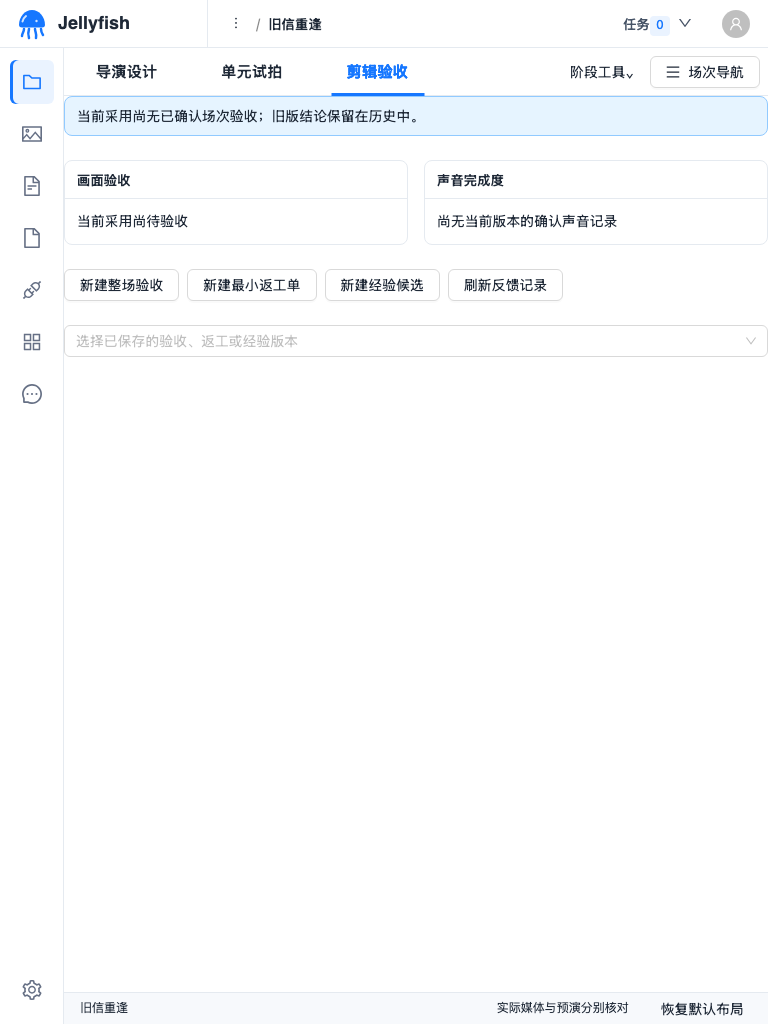 Jellyfish
/ 旧信重逢
任务 0
导演设计 单元试拍 剪辑验收 阶段工具 场次导航
当前采用尚无已确认场次验收；旧版结论保留在历史中。
画面验收
当前采用尚待验收
声音完成度
尚无当前版本的确认声音记录
新建整场验收 新建最小返工单 新建经验候选 刷新反馈记录
选择已保存的验收、返工或经验版本
旧信重逢 实际媒体与预演分别核对 恢复默认布局